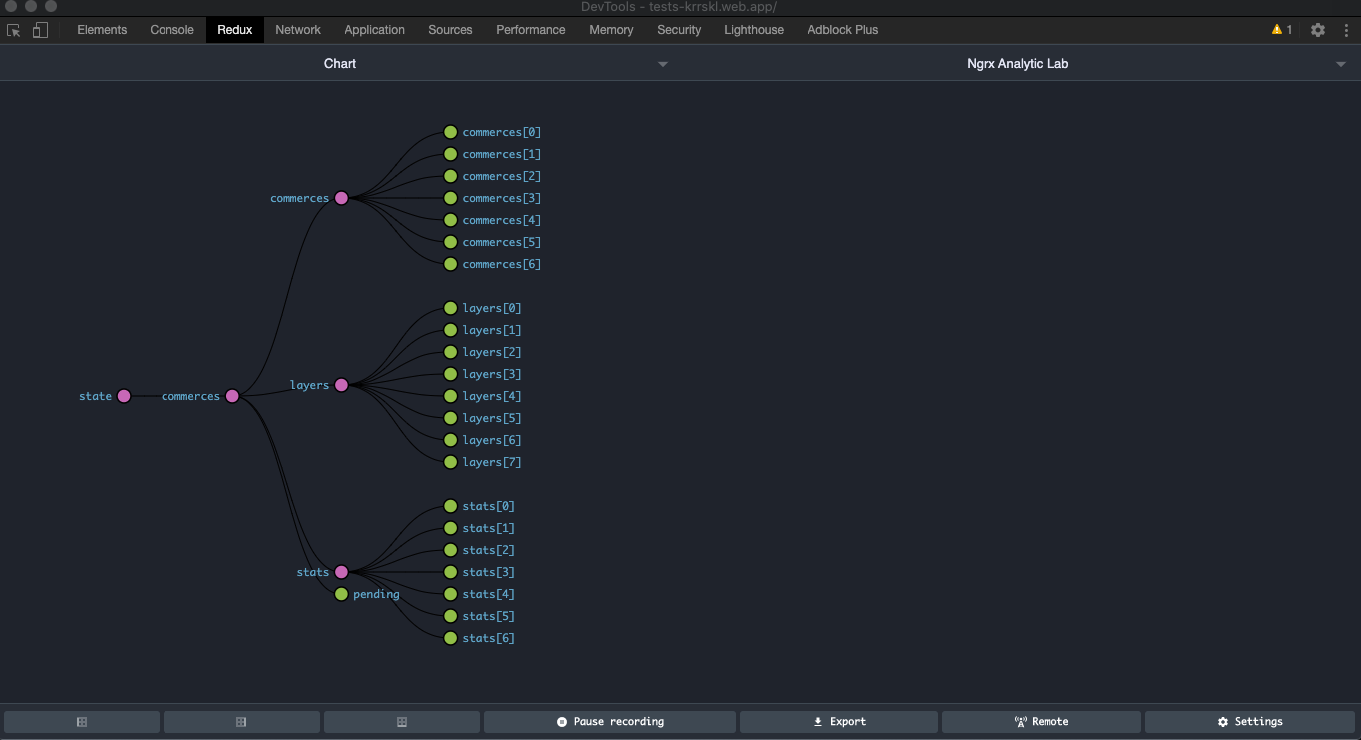 DevTools - tests-krrskl.web.app/
Elements Console Redux Network Application Sources Performance Memory Security Lighthouse Adblock Plus 1
Chart Ngrx Analytic Lab
commerces[0]
commerces[1]
commerces[2]
commerces commerces[3]
commerces[4]
commerces[5]
commerces[6]
layers[0]
layers[1]
layers[2]
layers[3]
layers
state commerces layers[4]
layers[5]
layers[6]
layers[7]
stats[0]
stats[1]
stats[2]
stats stats[3]
pending stats[4]
stats[5]
stats[6]
Pause recording Export Remote Settings